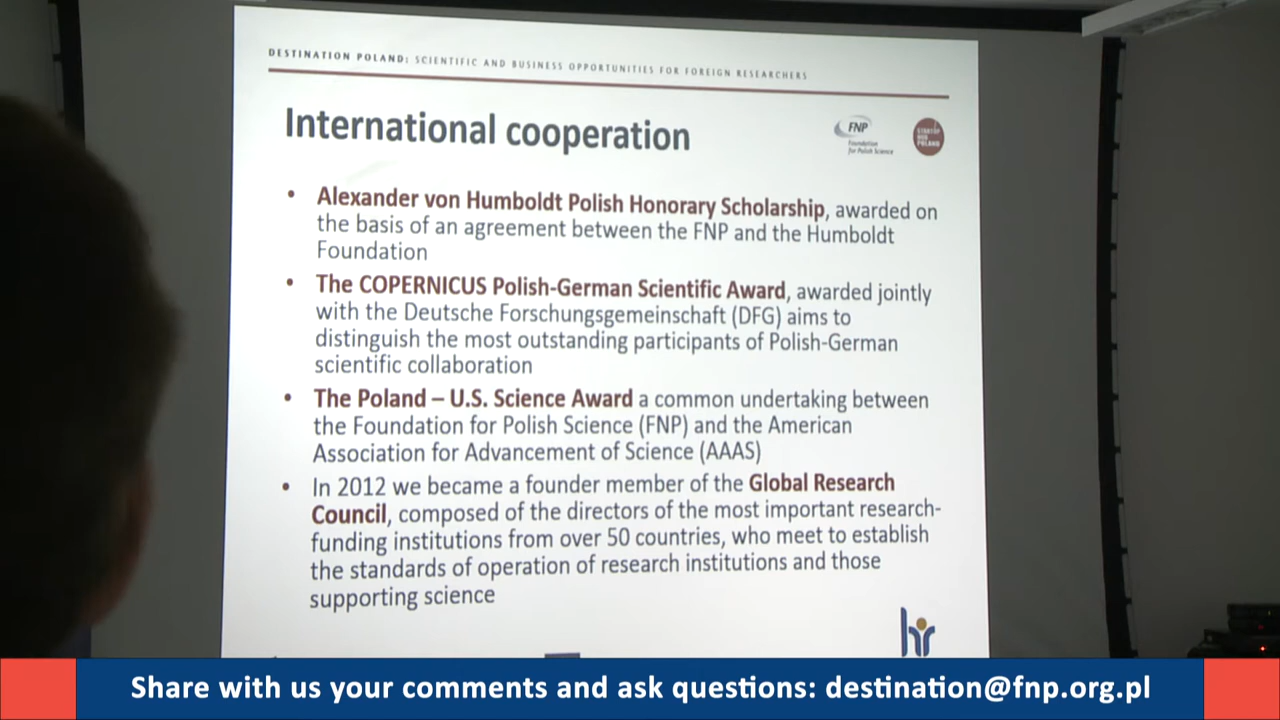 DESTINATION POLAND: SCIENTIFIC AND BUSINESS OPPORTUNITIES FOR FOREIGN RESEARCHERS
International cooperation
FNP
Foundation
for Polish Science
STARTUP
HUB
POLAND
• Alexander von Humboldt Polish Honorary Scholarship, awarded on
the basis of an agreement between the FNP and the Humboldt
Foundation
• The COPERNICUS Polish-German Scientific Award, awarded jointly
with the Deutsche Forschungsgemeinschaft (DFG) aims to
distinguish the most outstanding participants of Polish-German
scientific collaboration
• The Poland – U.S. Science Award a common undertaking between
the Foundation for Polish Science (FNP) and the American
Association for Advancement of Science (AAAS)
• In 2012 we became a founder member of the Global Research
Council, composed of the directors of the most important research-
funding institutions from over 50 countries, who meet to establish
the standards of operation of research institutions and those
supporting science
hr
Share with us your comments and ask questions: destination@fnp.org.pl